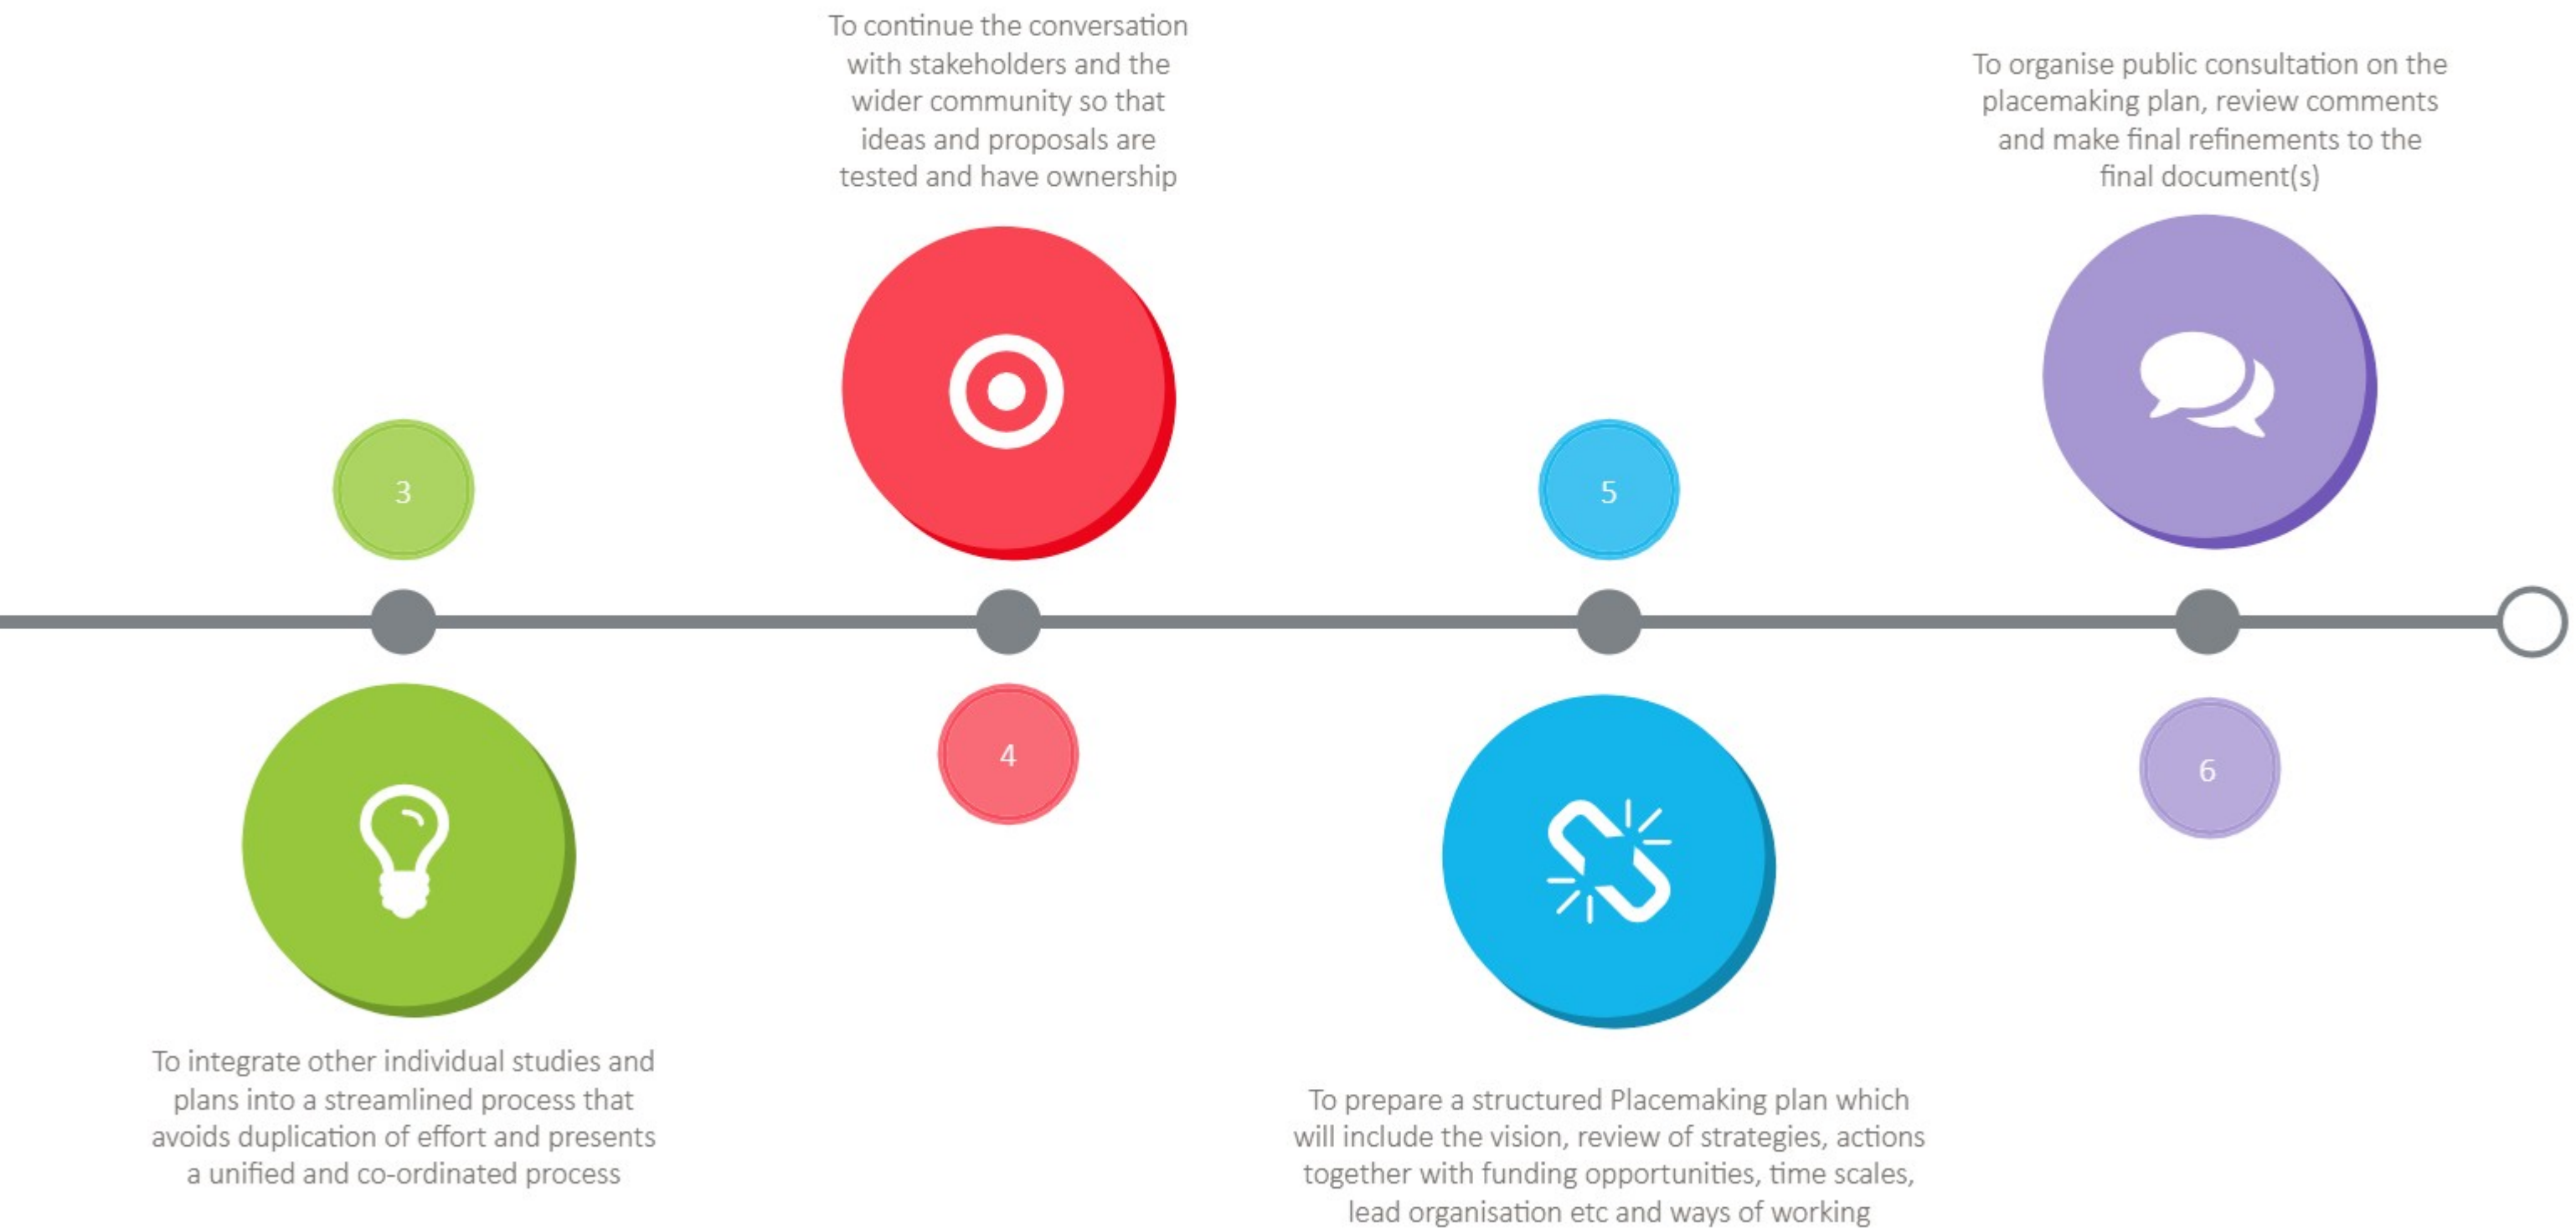 3
To integrate other individual studies and
plans into a streamlined process that
avoids duplication of effort and presents
a unified and co-ordinated process
To continue the conversation
with stakeholders and the
wider community so that
ideas and proposals are
tested and have ownership
4
5
To prepare a structured Placemaking plan which
will include the vision, review of strategies, actions
together with funding opportunities, time scales,
lead organisation etc and ways of working
To organise public consultation on the
placemaking plan, review comments
and make final refinements to the
final document(s)
6